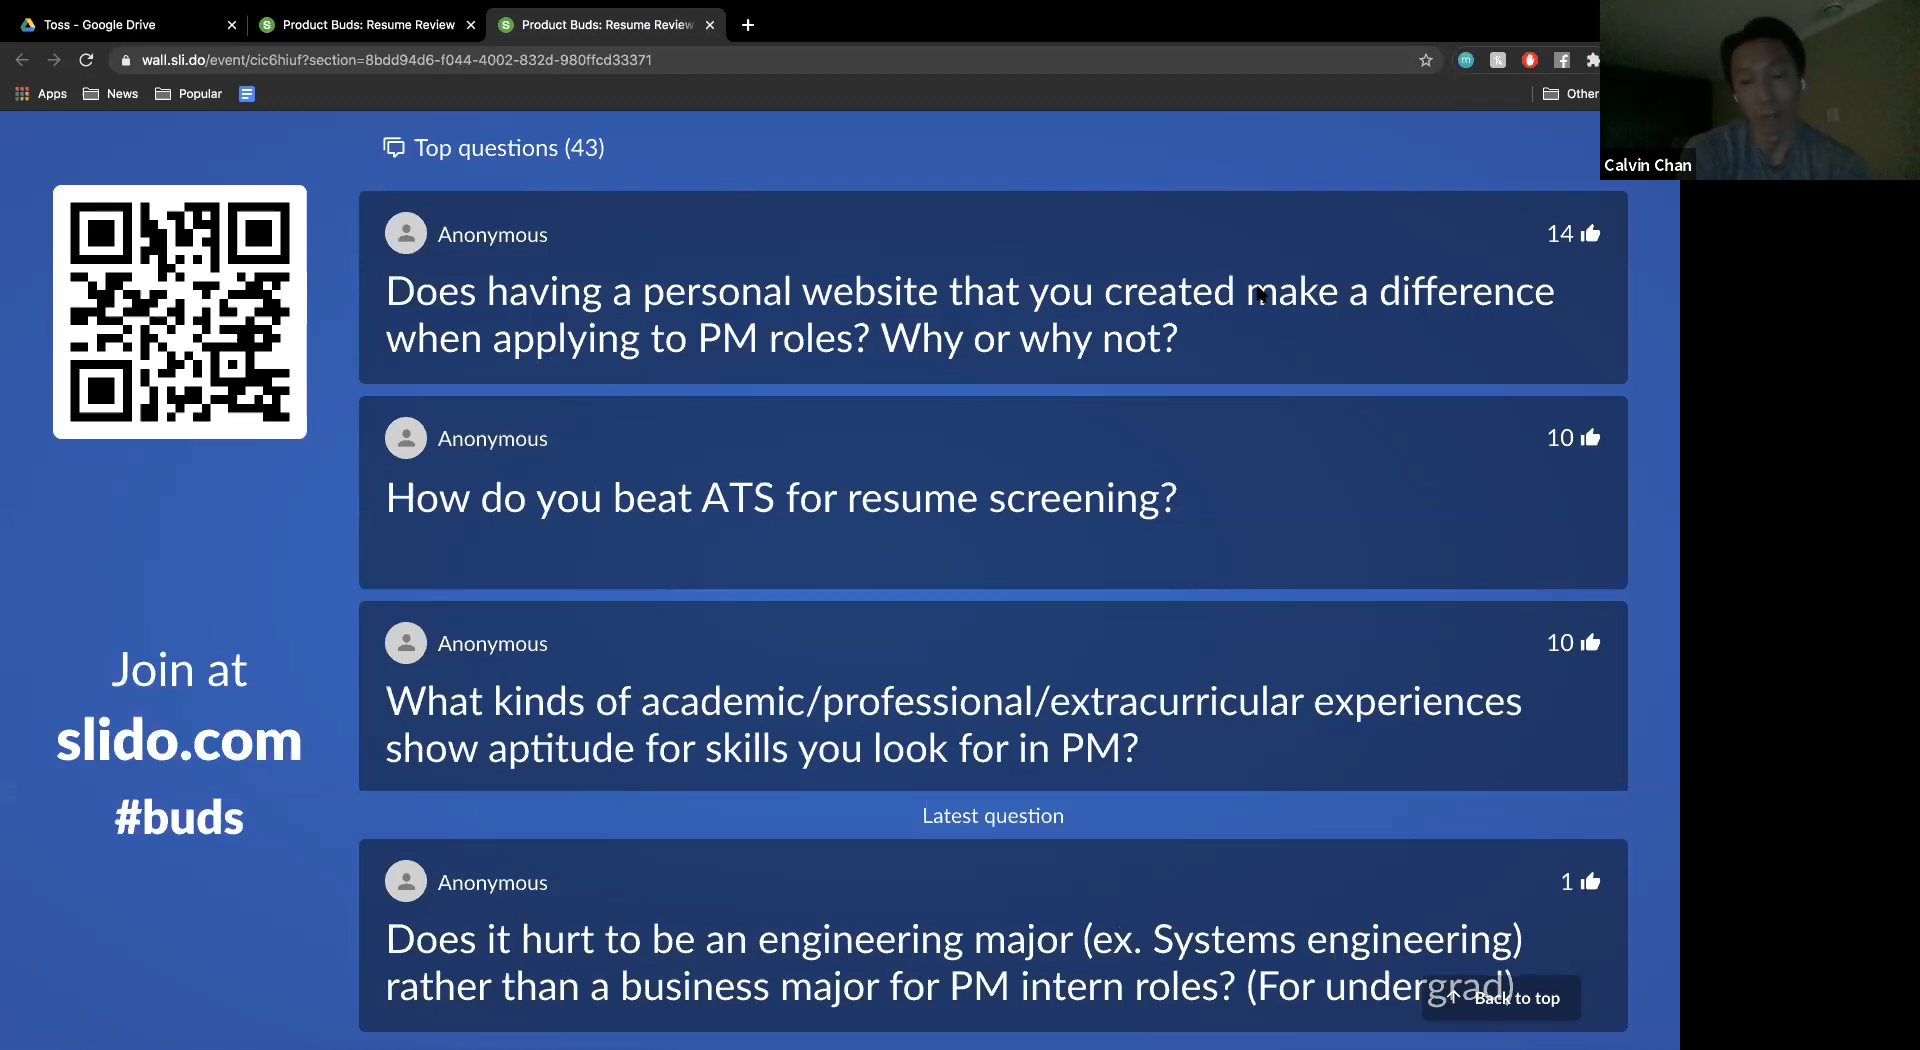 Toss - Google Drive
Product Buds: Resume Review
Product Buds: Resume Review
wall.sli.do/event/cic6hiuf?section=8bdd94d6-f044-4002-832d-980ffcd33371
Apps
News
Popular
Other
Calvin Chan
Top questions (43)
Anonymous
14
Does having a personal website that you created make a difference
when applying to PM roles? Why or why not?
Anonymous
10
How do you beat ATS for resume screening?
Anonymous
10
What kinds of academic/professional/extracurricular experiences
show aptitude for skills you look for in PM?
Join at
slido.com
#buds
Latest question
Anonymous
1
Does it hurt to be an engineering major (ex. Systems engineering)
rather than a business major for PM intern roles? (For undergrad)
Back to top